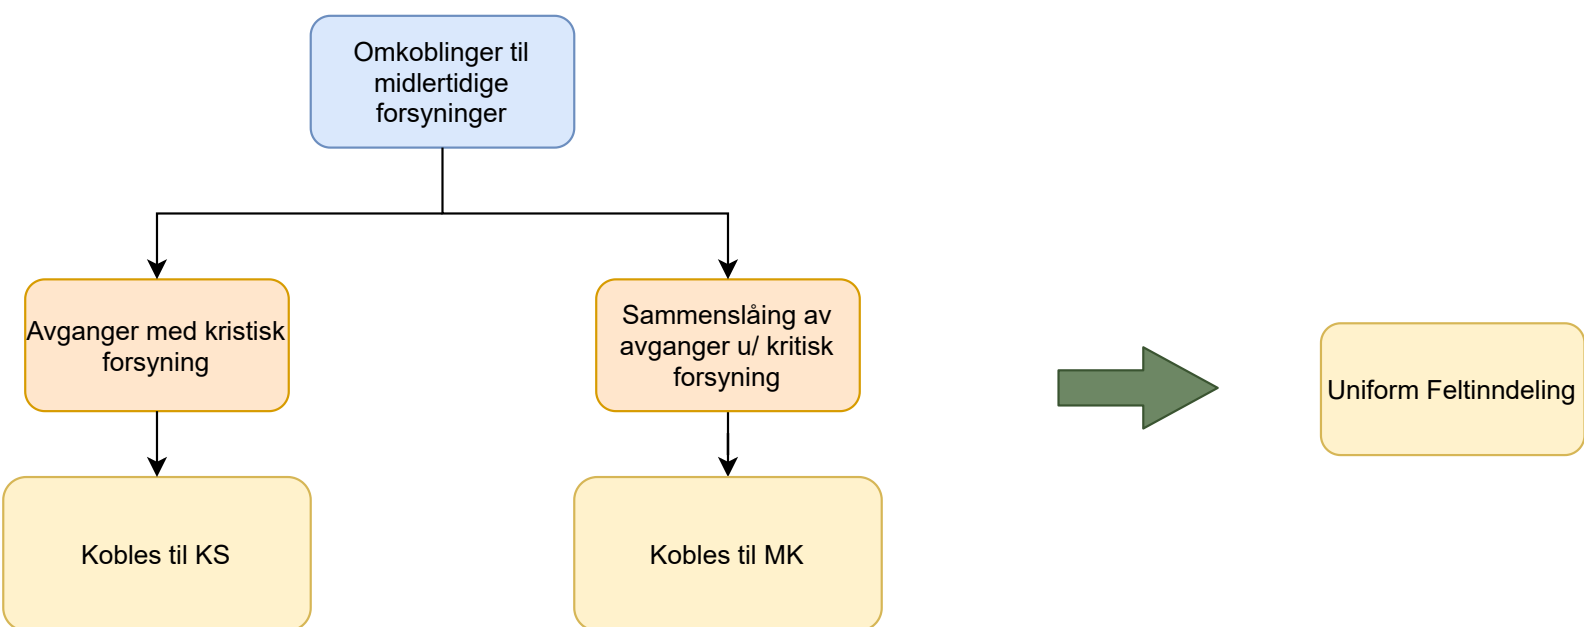 Omkoblinger til
midlertidige
forsyninger
Avganger med kristisk
forsyning
Sammenslåing av
avganger u/ kritisk
forsyning
Uniform Feltinndeling
Kobles til KS
Kobles til MK